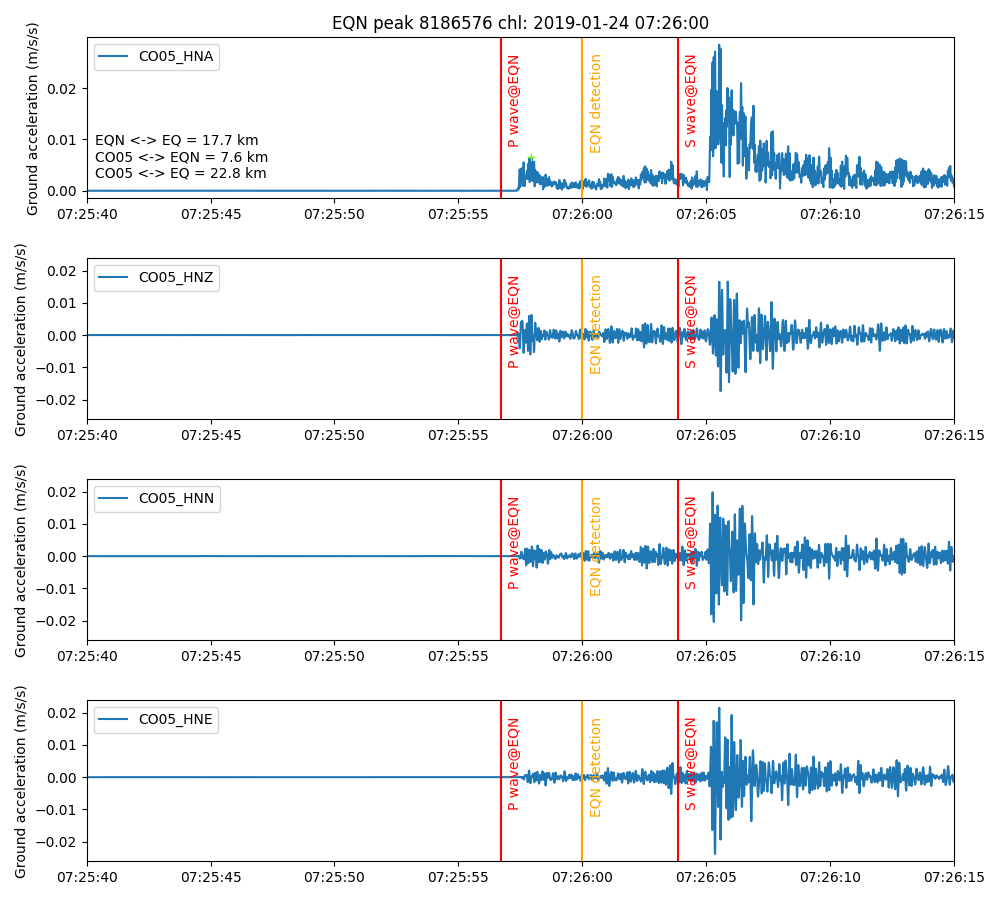 EQN peak 8186576 chl: 2019-01-24 07:26:00
Ground acceleration (m/s/s)
CO05_HNA
0.02
0.01
0.00
EQN <-> EQ = 17.7 km
CO05 <-> EQN = 7.6 km
CO05 <-> EQ = 22.8 km
P wave@EQN
EQN detection
S wave@EQN
07:25:40 07:25:45 07:25:50 07:25:55 07:26:00 07:26:05 07:26:10 07:26:15
Ground acceleration (m/s/s)
CO05_HNZ
0.02
0.01
0.00
−0.01
−0.02
P wave@EQN
EQN detection
S wave@EQN
07:25:40 07:25:45 07:25:50 07:25:55 07:26:00 07:26:05 07:26:10 07:26:15
Ground acceleration (m/s/s)
CO05_HNN
0.02
0.01
0.00
−0.01
−0.02
P wave@EQN
EQN detection
S wave@EQN
07:25:40 07:25:45 07:25:50 07:25:55 07:26:00 07:26:05 07:26:10 07:26:15
Ground acceleration (m/s/s)
CO05_HNE
0.02
0.01
0.00
−0.01
−0.02
P wave@EQN
EQN detection
S wave@EQN
07:25:40 07:25:45 07:25:50 07:25:55 07:26:00 07:26:05 07:26:10 07:26:15